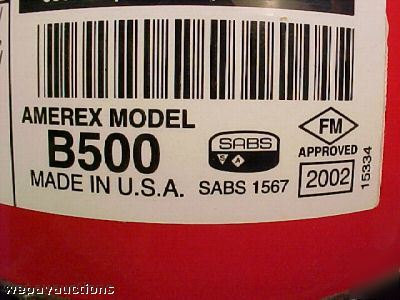 AMEREX MODEL
B500
MADE IN U.S.A.
SABS
SABS 1567
FM
APPROVED
2002
15334
wepayauctions